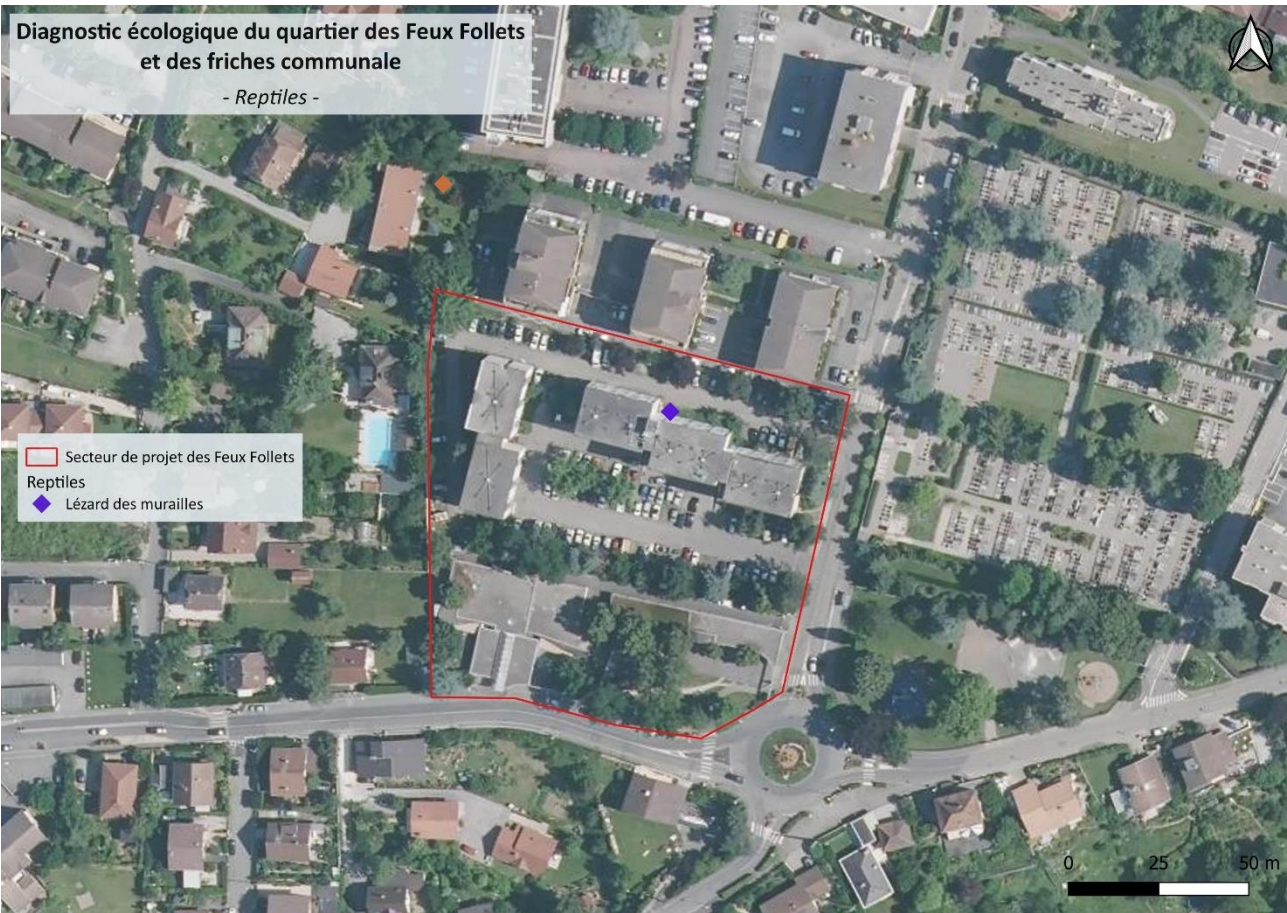 Diagnostic écologique du quartier des Feux Follets
et des friches communale
- Reptiles -
Secteur de projet des Feux Follets
Reptiles
Lézard des murailles
0 25 50 m